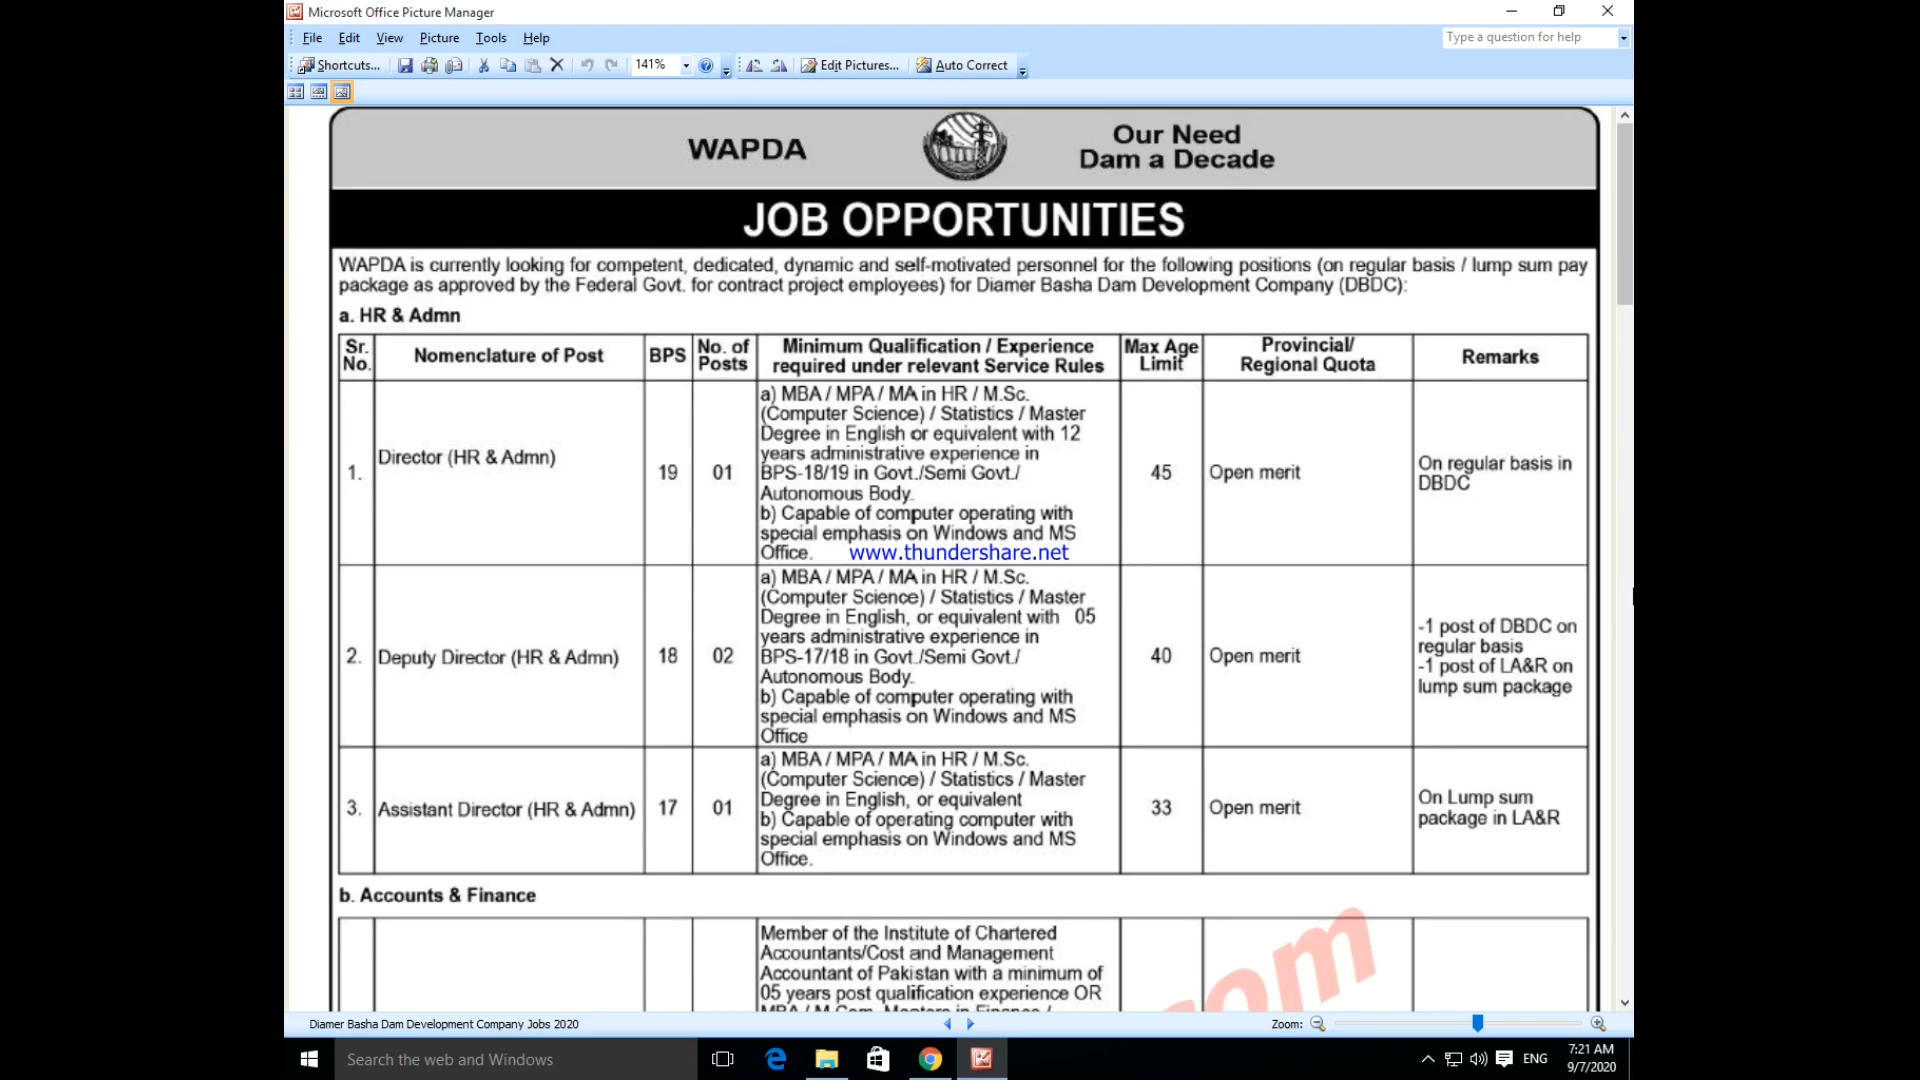 Microsoft Office Picture Manager
File Edit View Picture Tools Help
Type a question for help
Shortcuts... 141% Edit Pictures... Auto Correct
WAPDA
Our Need
Dam a Decade
JOB OPPORTUNITIES
WAPDA is currently looking for competent, dedicated, dynamic and self-motivated personnel for the following positions (on regular basis / lump sum pay
package as approved by the Federal Govt. for contract project employees) for Diamer Basha Dam Development Company (DBDC):
a. HR & Admn
Sr. No. Nomenclature of Post BPS No. of Posts Minimum Qualification / Experience required under relevant Service Rules Max Age Limit Provincial/ Regional Quota Remarks
1. Director (HR & Admn) 19 01
a) MBA / MPA / MA in HR / M.Sc.
(Computer Science) / Statistics / Master
Degree in English or equivalent with 12
years administrative experience in
BPS-18/19 in Govt./Semi Govt./
Autonomous Body.
b) Capable of computer operating with
special emphasis on Windows and MS
Office.
45 Open merit
On regular basis in
DBDC
www.thundershare.net
2. Deputy Director (HR & Admn) 18 02
a) MBA / MPA / MA in HR / M.Sc.
(Computer Science) / Statistics / Master
Degree in English, or equivalent with 05
years administrative experience in
BPS-17/18 in Govt./Semi Govt./
Autonomous Body.
b) Capable of computer operating with
special emphasis on Windows and MS
Office
40 Open merit
-1 post of DBDC on
regular basis
-1 post of LA&R on
lump sum package
3. Assistant Director (HR & Admn) 17 01
a) MBA / MPA / MA in HR / M.Sc.
(Computer Science) / Statistics / Master
Degree in English, or equivalent
b) Capable of operating computer with
special emphasis on Windows and MS
Office.
33 Open merit
On Lump sum
package in LA&R
b. Accounts & Finance
Member of the Institute of Chartered
Accountants/Cost and Management
Accountant of Pakistan with a minimum of
05 years post qualification experience OR
MBA / M.Com, Masters in Finance /
.com
Diamer Basha Dam Development Company Jobs 2020
Zoom:
Search the web and Windows
ENG
7:21 AM
9/7/2020